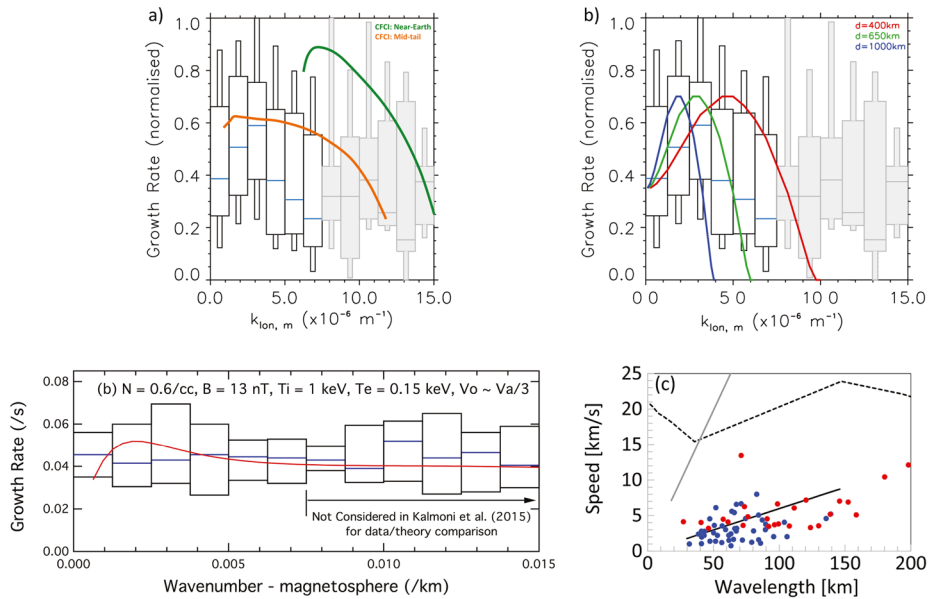 a)
CFCI: Near-Earth
CFCI: Mid-tail
1.0
0.8
0.6
0.4
0.2
0.0
Growth Rate (normalised)
0.0 5.0 10.0 15.0
k_lon, m (x10⁻⁶ m⁻¹)
b)
d=400km
d=650km
d=1000km
1.0
0.8
0.6
0.4
0.2
0.0
Growth Rate (normalised)
0.0 5 0 10 0 15.0
k_lon, m (x10⁻⁶ m⁻¹)
(b) N = 0.6/cc, B = 13 nT, Ti = 1 keV, Te = 0.15 keV, Vo ~ Va/3
0.08
0.06
0.04
0.02
0.00
Growth Rate (/s)
Not Considered in Kalmoni et al. (2015)
for data/theory comparison
0.000 0.005 0.010 0.015
Wavenumber - magnetosphere (/km)
(c)
25
20
15
10
5
0
Speed [km/s]
0 50 100 150 200
Wavelength [km]